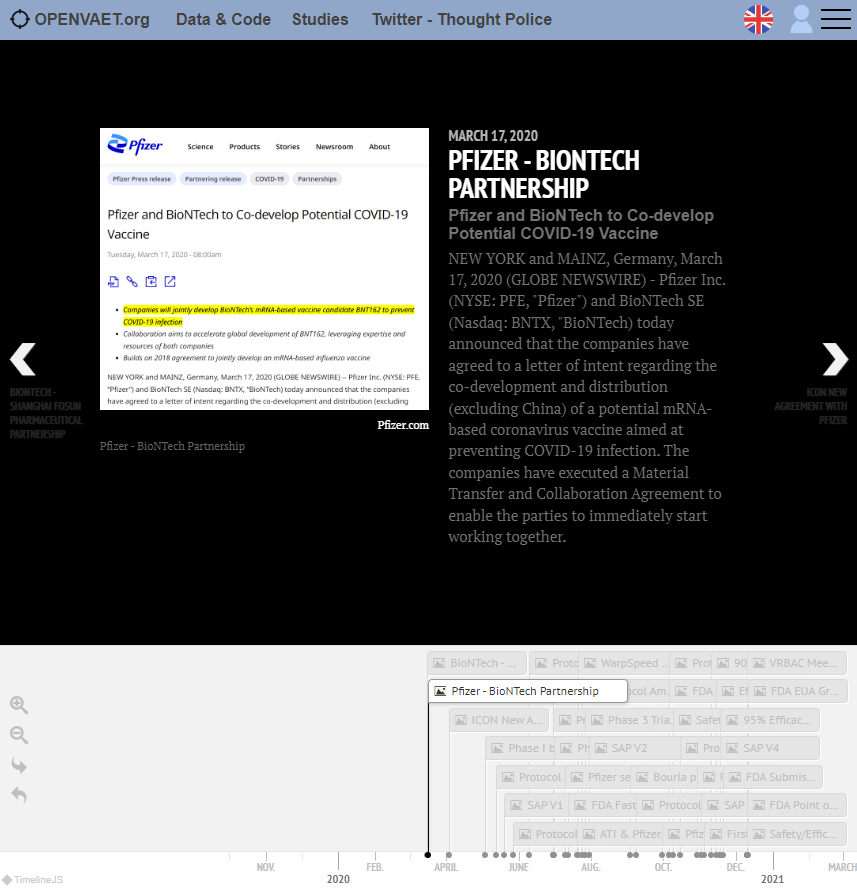 OPENVAET.org Data & Code Studies Twitter - Thought Police
Pfizer Science Products Stories Newsroom About
Pfizer Press release Partnering release COVID-19 Partnerships
Pfizer and BioNTech to Co-develop Potential COVID-19
Vaccine
Tuesday, March 17, 2020 - 08:00am
Companies will jointly develop BioNTech's mRNA-based vaccine candidate BNT162 to prevent
COVID-19 infection
Collaboration aims to accelerate global development of BNT162, leveraging expertise and
resources of both companies
Builds on 2018 agreement to jointly develop an mRNA-based influenza vaccine
NEW YORK and MAINZ, Germany, March 17, 2020 (GLOBE NEWSWIRE) -- Pfizer Inc. (NYSE: PFE,
"Pfizer") and BioNTech SE (Nasdaq: BNTX, "BioNTech) today announced that the companies
have agreed to a letter of intent regarding the co-development and distribution (excluding
Pfizer.com
Pfizer - BioNTech Partnership
MARCH 17, 2020
PFIZER - BIONTECH
PARTNERSHIP
Pfizer and BioNTech to Co-develop
Potential COVID-19 Vaccine
NEW YORK and MAINZ, Germany, March
17, 2020 (GLOBE NEWSWIRE) - Pfizer Inc.
(NYSE: PFE, "Pfizer") and BioNTech SE
(Nasdaq: BNTX, "BioNTech) today
announced that the companies have
agreed to a letter of intent regarding the
co-development and distribution
(excluding China) of a potential mRNA-
based coronavirus vaccine aimed at
preventing COVID-19 infection. The
companies have executed a Material
Transfer and Collaboration Agreement to
enable the parties to immediately start
working together.
BIONTECH -
SHANGHAI FOSUN
PHARMACEUTICAL
PARTNERSHIP
ICON NEW
AGREEMENT WITH
PFIZER
BioNTech - ... Proto WarpSpeed ... Prot 90 VRBAC Mee...
Pfizer - BioNTech Partnership col Am. FDA Ef FDA EUA Gr...
ICON New A... Pr Phase 3 Tria. Safet 95% Efficac...
Phase I b Ph SAP V2 Pro SAP V4
Protocol Pfizer se Bourla p F FDA Submis...
SAP V1 FDA Fast Protocol SAP FDA Point o...
Protocol ATI & Pfizer Pfiz First Safety/Effic...
NOV. FEB. APRIL JUNE AUG. OCT. DEC. MARCH
2020 2021
TimelineJS